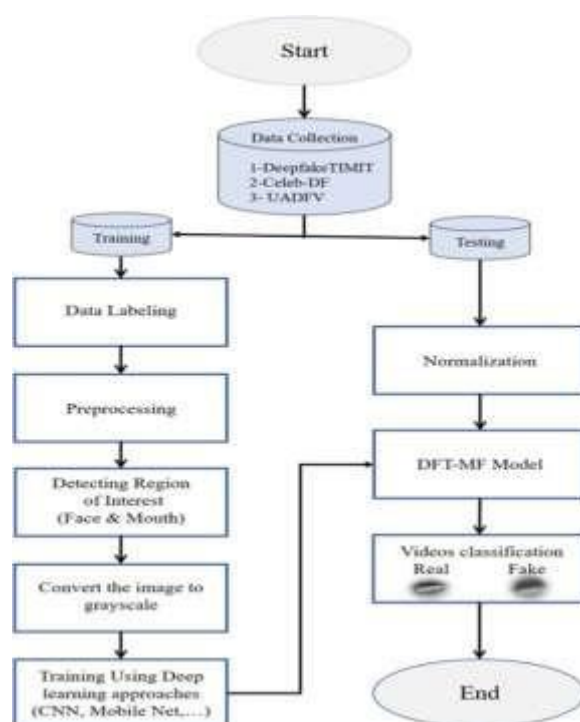 Start
Data Collection
1-DeepfakeTIMIT
2-Celeb-DF
3- UADFV
Training
Testing
Data Labeling
Preprocessing
Detecting Region
of Interest
(Face & Mouth)
Convert the image to
grayscale
Training Using Deep
learning approaches
(CNN, Mobile Net,...)
Normalization
DFT-MF Model
Videos classification
Real Fake
End